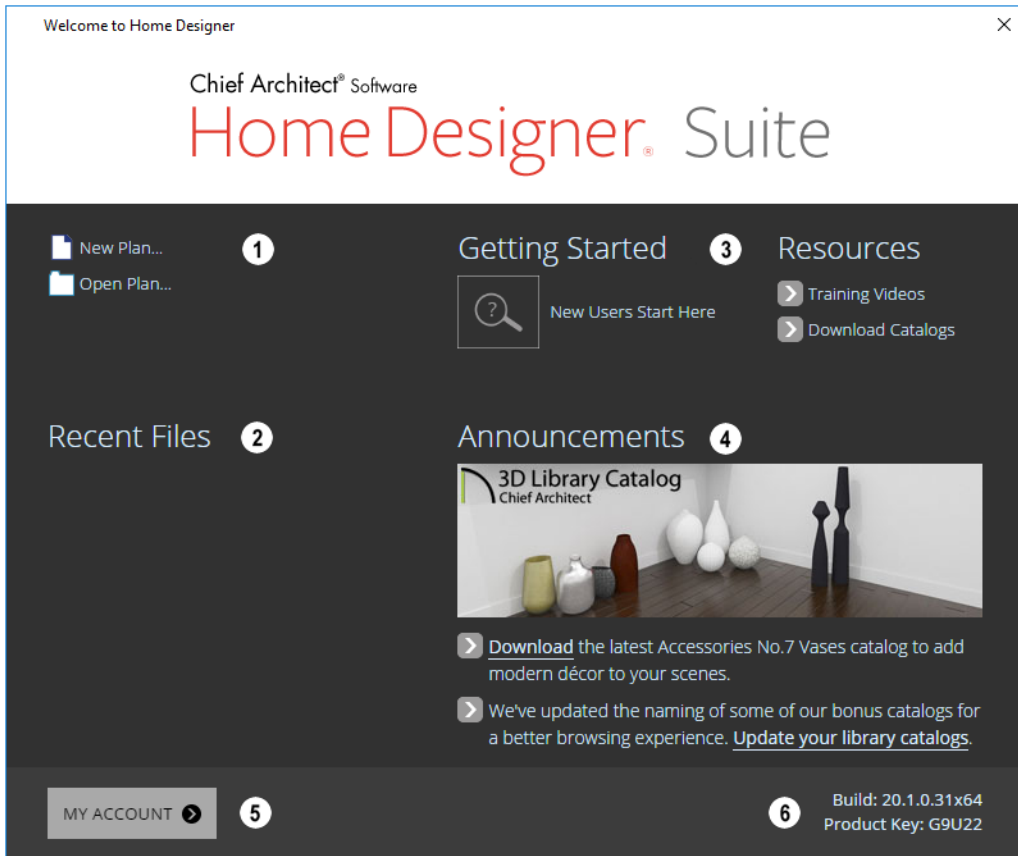 Welcome to Home Designer
Chief Architect® Software
Home Designer® Suite
New Plan...
1
Open Plan...
Getting Started
3
New Users Start Here
Resources
Training Videos
Download Catalogs
Recent Files
2
Announcements
4
3D Library Catalog
Chief Architect
Download the latest Accessories No.7 Vases catalog to add
modern décor to your scenes.
We've updated the naming of some of our bonus catalogs for
a better browsing experience. Update your library catalogs.
MY ACCOUNT
5
6
Build: 20.1.0.31x64
Product Key: G9U22